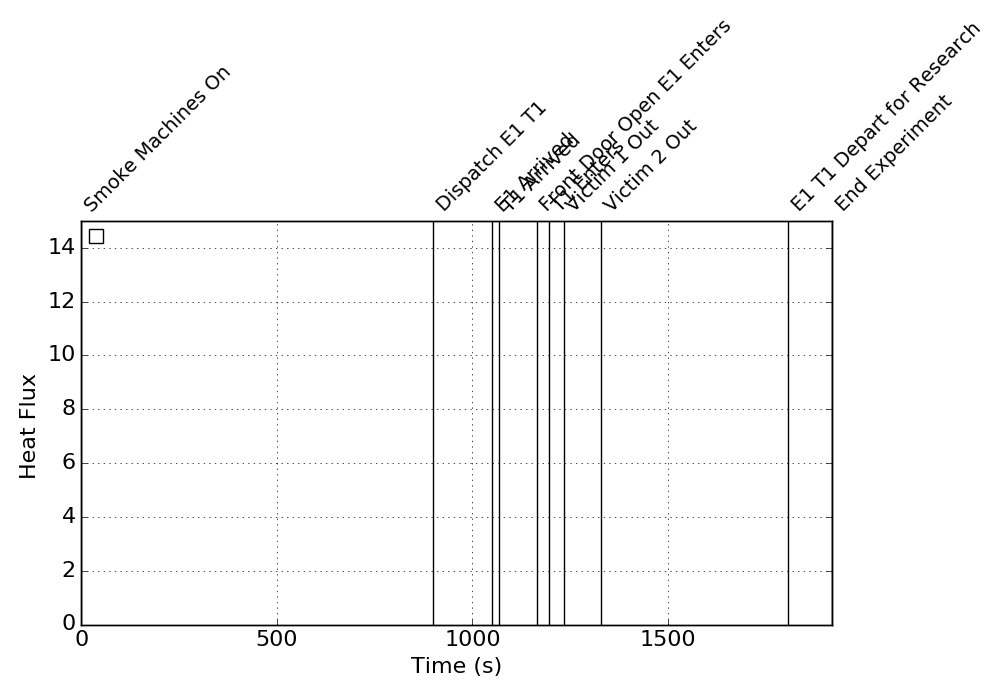 Smoke Machines On
Dispatch E1 T1
E1 Arrived
T1 Arrived
Front Door Open E1 Enters
T1 Enters
Victim 1 Out
Victim 2 Out
E1 T1 Depart for Research
End Experiment
14
12
10
8
6
4
2
0
Heat Flux
0 500 1000 1500
Time (s)